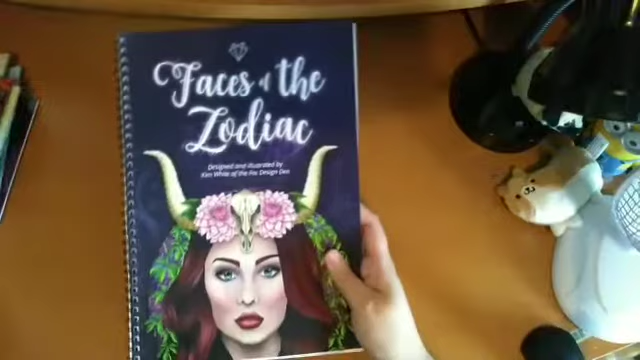 Faces of the
Zodiac
Designed and illustrated by
Kim White of the Fox Design Den